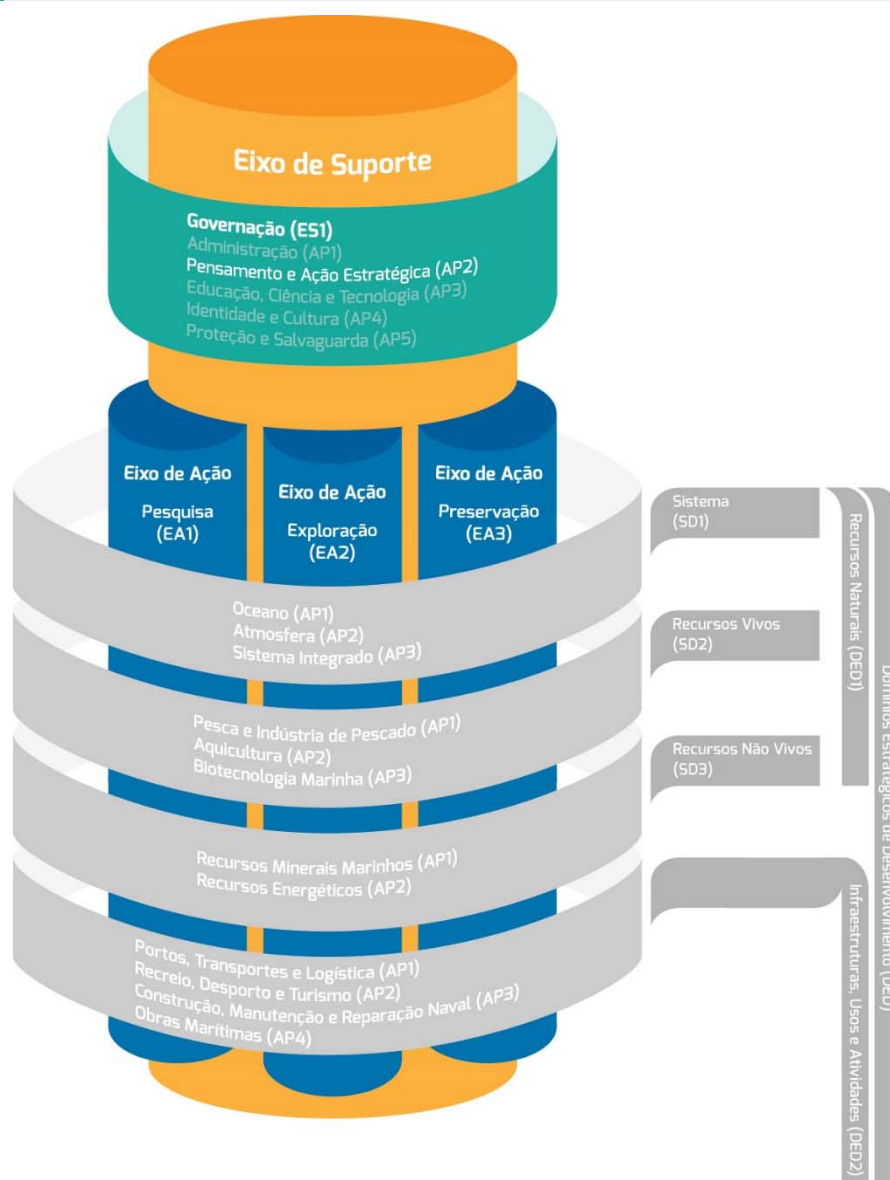 Eixo de Suporte
Governação (ES1)
Administração (AP1)
Pensamento e Ação Estratégica (AP2)
Educação, Ciência e Tecnologia (AP3)
Identidade e Cultura (AP4)
Proteção e Salvaguarda (AP5)
Eixo de Ação
Pesquisa
(EA1)
Eixo de Ação
Exploração
(EA2)
Eixo de Ação
Preservação
(EA3)
Oceano (AP1)
Atmosfera (AP2)
Sistema Integrado (AP3)
Sistema
(SD1)
Pesca e Indústria de Pescado (AP1)
Aquicultura (AP2)
Biotecnologia Marinha (AP3)
Recursos Vivos
(SD2)
Recursos Minerais Marinhos (AP1)
Recursos Energéticos (AP2)
Recursos Não Vivos
(SD3)
Portos, Transportes e Logística (AP1)
Recreio, Desporto e Turismo (AP2)
Construção, Manutenção e Reparação Naval (AP3)
Obras Marítimas (AP4)
Recursos Naturais (DED1)
Infraestruturas, Usos e Atividades (DED2)
Domínios Estratégicos de Desenvolvimento (DED)